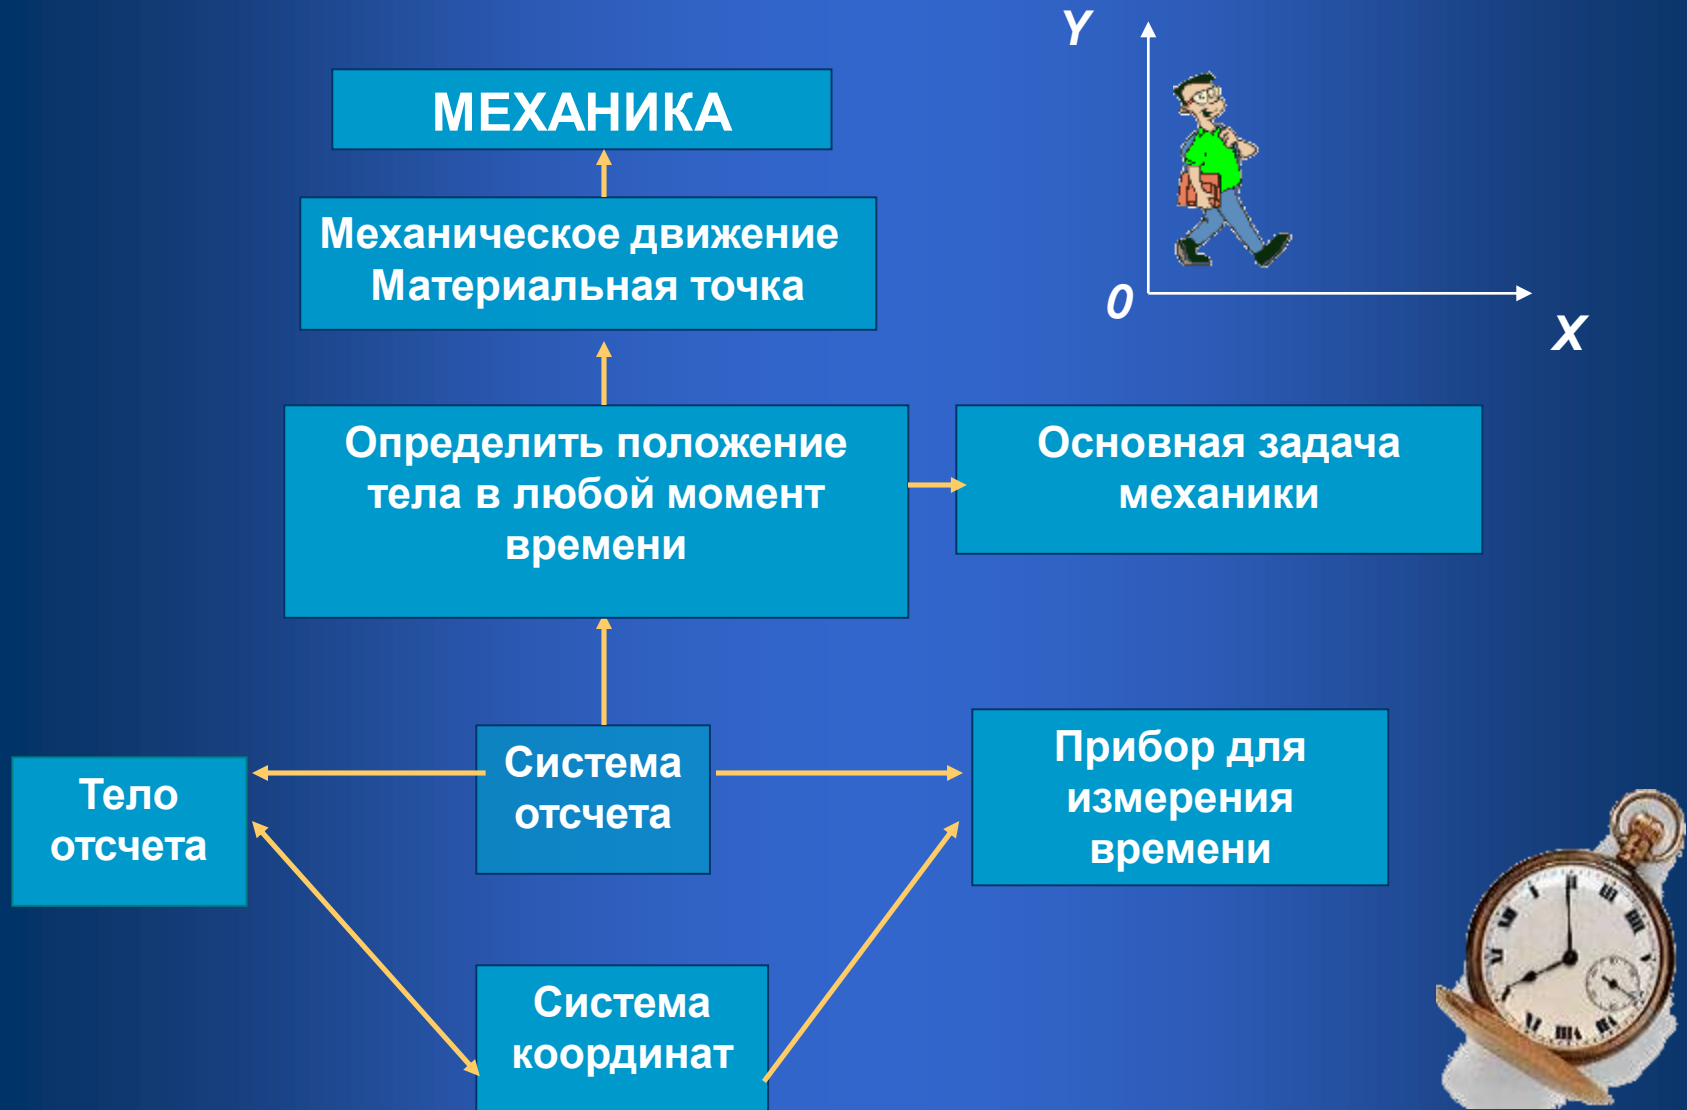 Y
МЕХАНИКА
Механическое движение
Материальная точка
0
X
Определить положение
тела в любой момент
времени
Основная задача
механики
Система
отсчета
Прибор для
измерения
времени
Тело
отсчета
Система
координат